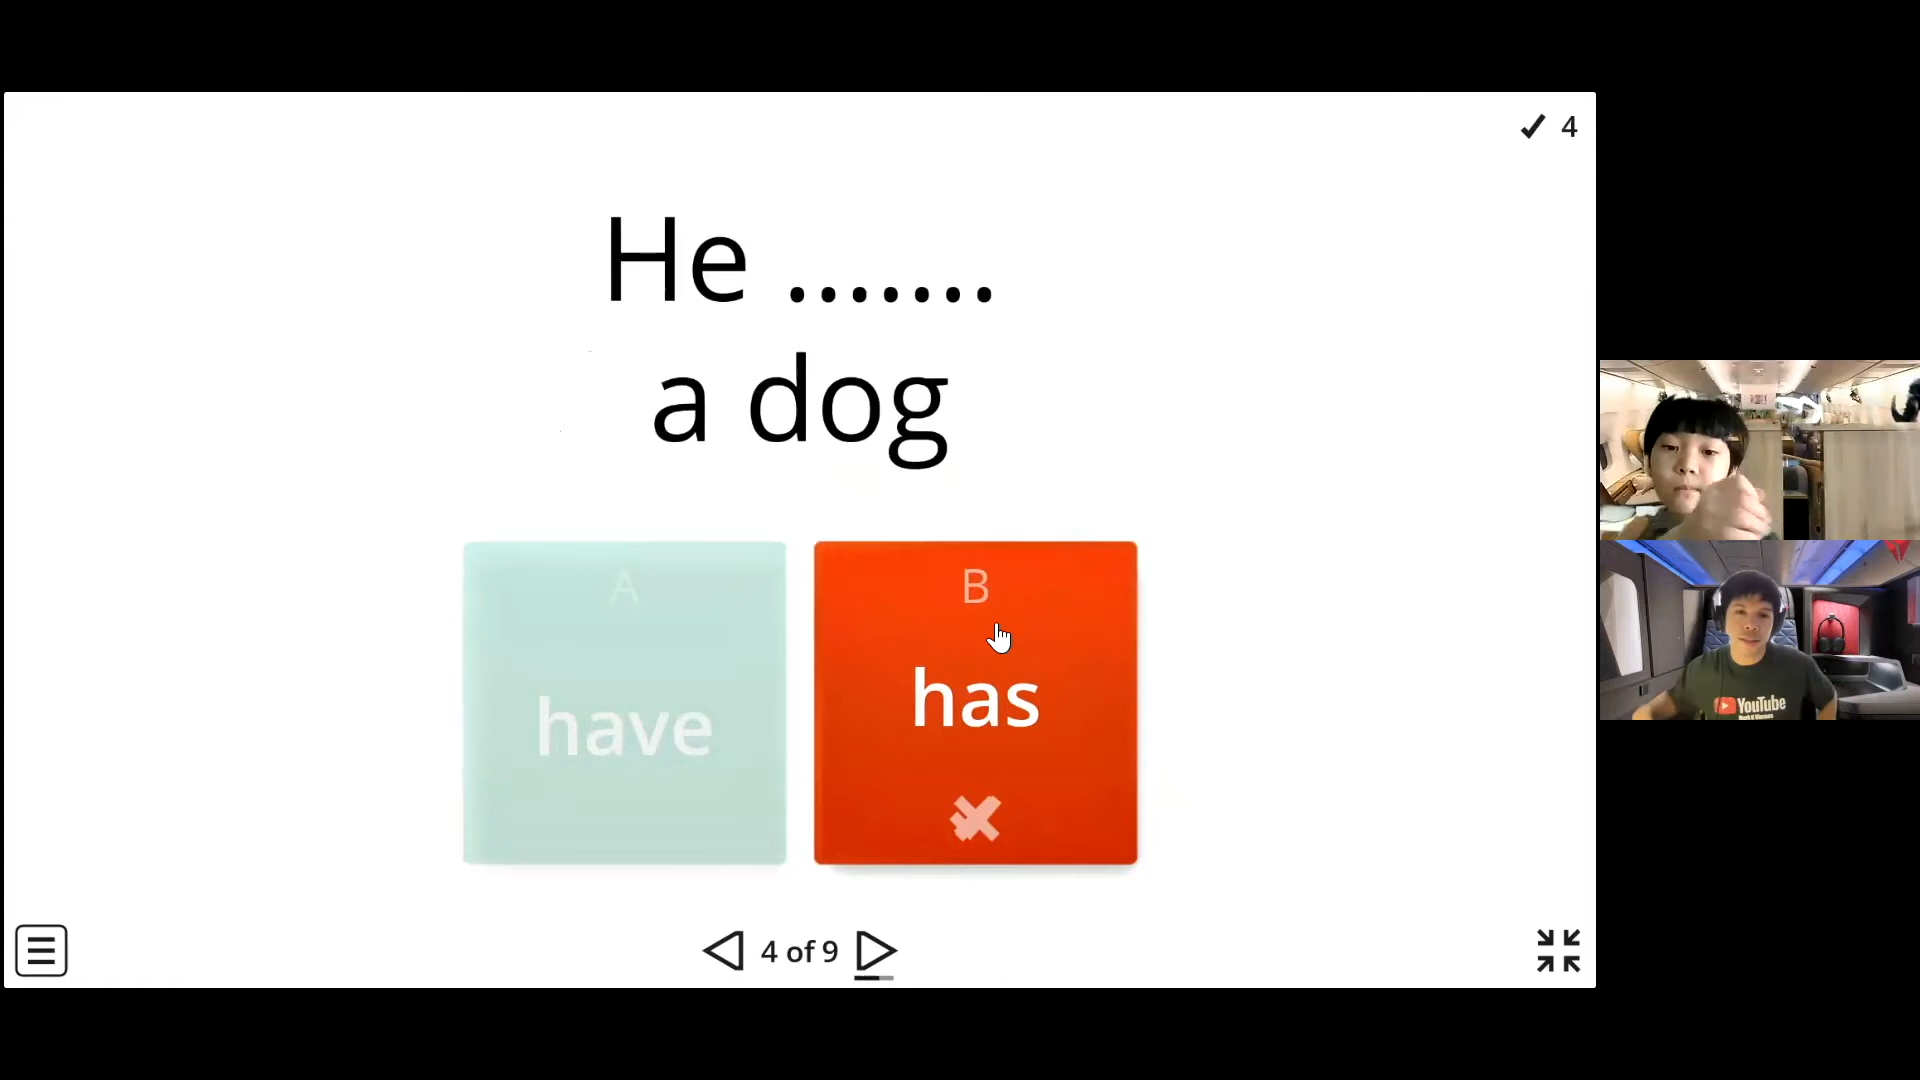 4
He .......
a dog
A
have
B
has
4 of 9
YouTube